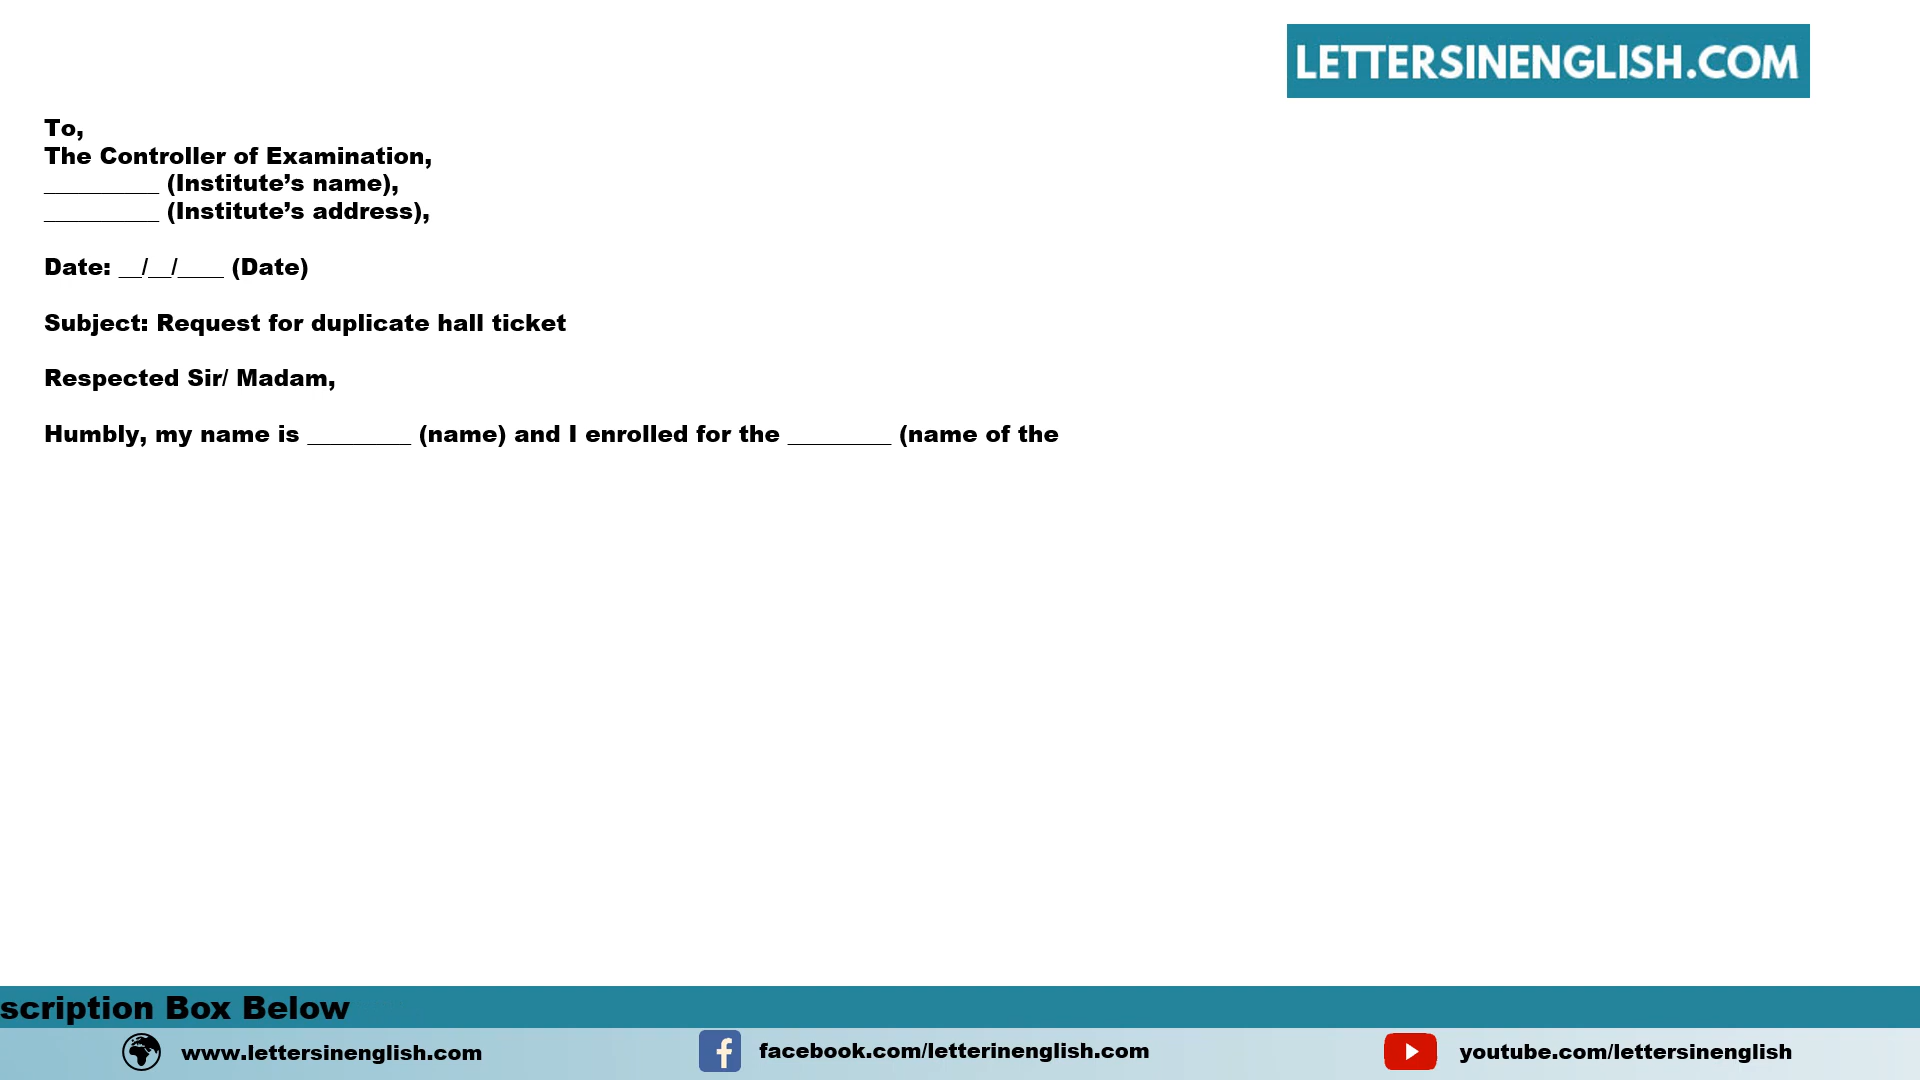 LETTERSINENGLISH.COM
To,
The Controller of Examination,
__________ (Institute’s name),
__________ (Institute’s address),
Date: __/__/____ (Date)
Subject: Request for duplicate hall ticket
Respected Sir/ Madam,
Humbly, my name is _________ (name) and I enrolled for the _________ (name of the
scription Box Below
www.lettersinenglish.com
facebook.com/letterinenglish.com
youtube.com/lettersinenglish